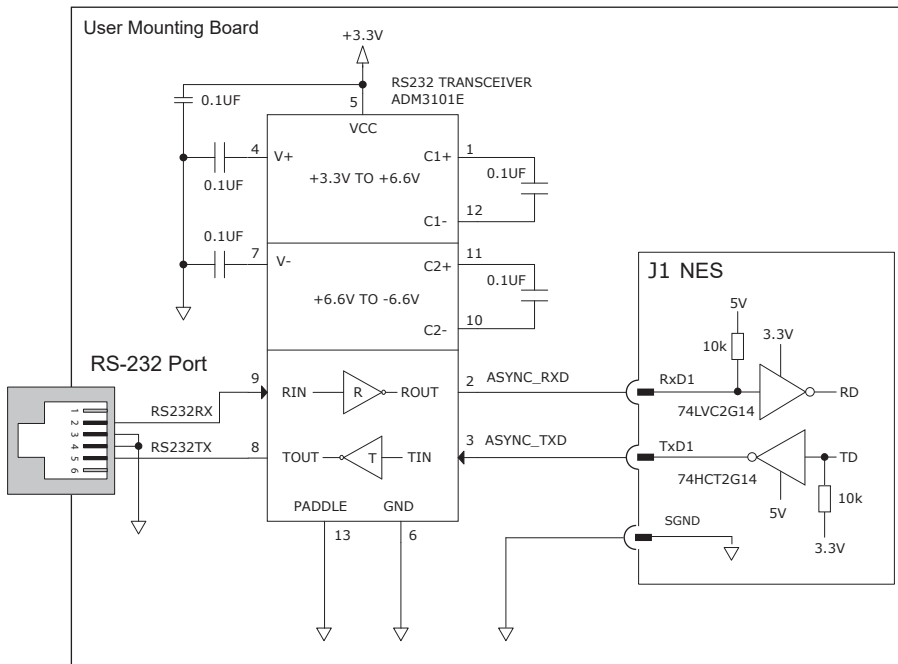 User Mounting Board
+3.3V
RS232 TRANSCEIVER
ADM3101E
0.1UF
5
VCC
4
V+
C1+
1
0.1UF
+3.3V TO +6.6V
0.1UF
C1-
12
0.1UF
7
V-
C2+
11
+6.6V TO -6.6V
0.1UF
C2-
10
J1 NES
5V
10k
3.3V
RS-232 Port
9
RIN
R
ROUT
2
ASYNC_RXD
RxD1
74LVC2G14
RD
1
2
3
4
5
6
RS232RX
RS232TX
8
TOUT
T
TIN
3
ASYNC_TXD
TxD1
74HCT2G14
TD
5V
10k
3.3V
PADDLE
GND
13
6
SGND